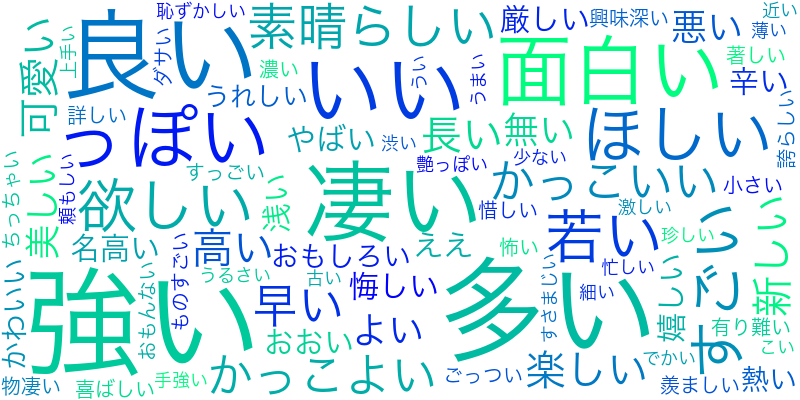 恥ずかしい
素晴らしい
厳しい
興味深い
悪い
近い
薄い
可愛い
上手い
良い
ダサい
濃い
いい
うい
うまい
面白い
著しい
辛い
詳しい
うれしい
っぽい
やばい
渋い
長い
無い
ほしい
誇らしい
ちっちゃい
美しい
頼もしい
すっごい
艶っぽい
少ない
欲しい
浅い
凄い
かっこいい
惜しい
激しい
小さい
名高い
高い
おもしろい
ええ
怖い
若い
珍しい
すごい
新しい
かわいい
強い
おもんない
ものすごい
うるさい
古い
悔しい
多い
すさまじい
忙しい
細い
嬉しい
有り難い
早い
おおい
よい
こい
物凄い
喜ばしい
手強い
かっこよい
ごっつい
楽しい
でかい
羨ましい
熱い